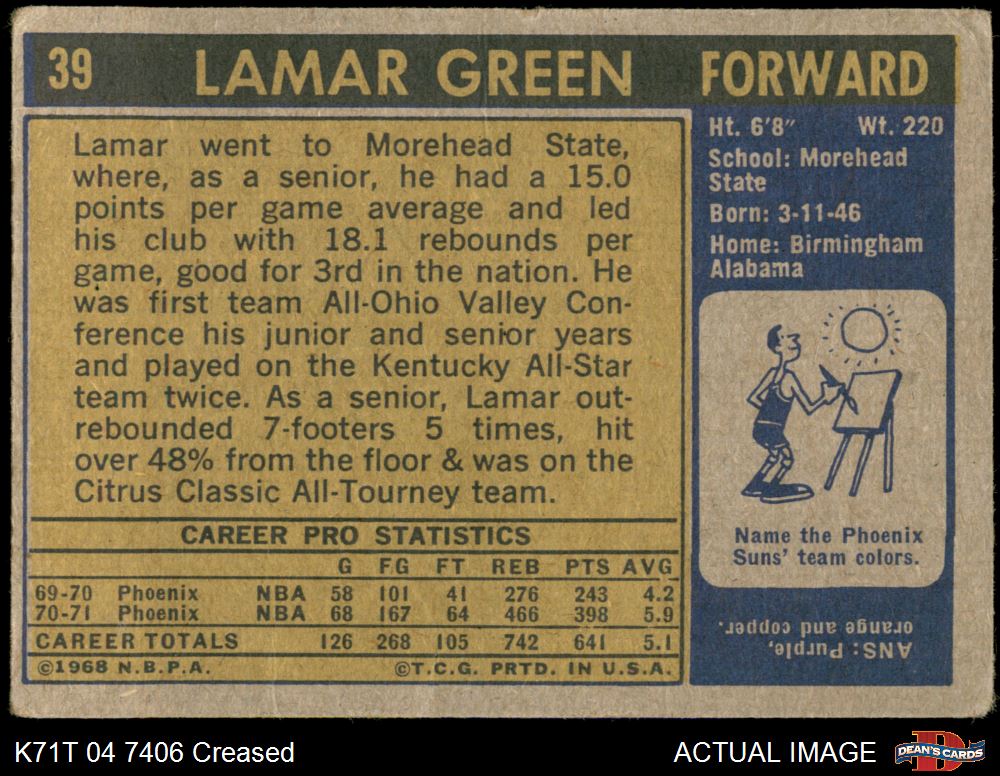 39 LAMAR GREEN FORWARD
Lamar went to Morehead State,
where, as a senior, he had a 15.0
points per game average and led
his club with 18.1 rebounds per
game, good for 3rd in the nation. He
was first team All-Ohio Valley Con-
ference his junior and senior years
and played on the Kentucky All-Star
team twice. As a senior, Lamar out-
rebounded 7-footers 5 times, hit
over 48% from the floor & was on the
Citrus Classic All-Tourney team.
CAREER PRO STATISTICS
G FG FT REB PTS AVG
69-70 Phoenix NBA 58 101 41 276 243 4.2
70-71 Phoenix NBA 68 167 64 466 398 5.9
CAREER TOTALS 126 268 105 742 641 5.1
©1968 N.B.P.A. ©T.C.G. PRTD. IN U.S.A.
Ht. 6'8" Wt. 220
School: Morehead
State
Born: 3-11-46
Home: Birmingham
Alabama
Name the Phoenix
Suns' team colors.
ANS: Purple,
orange and copper.
K71T 04 7406 Creased ACTUAL IMAGE
D
DEAN'S CARDS